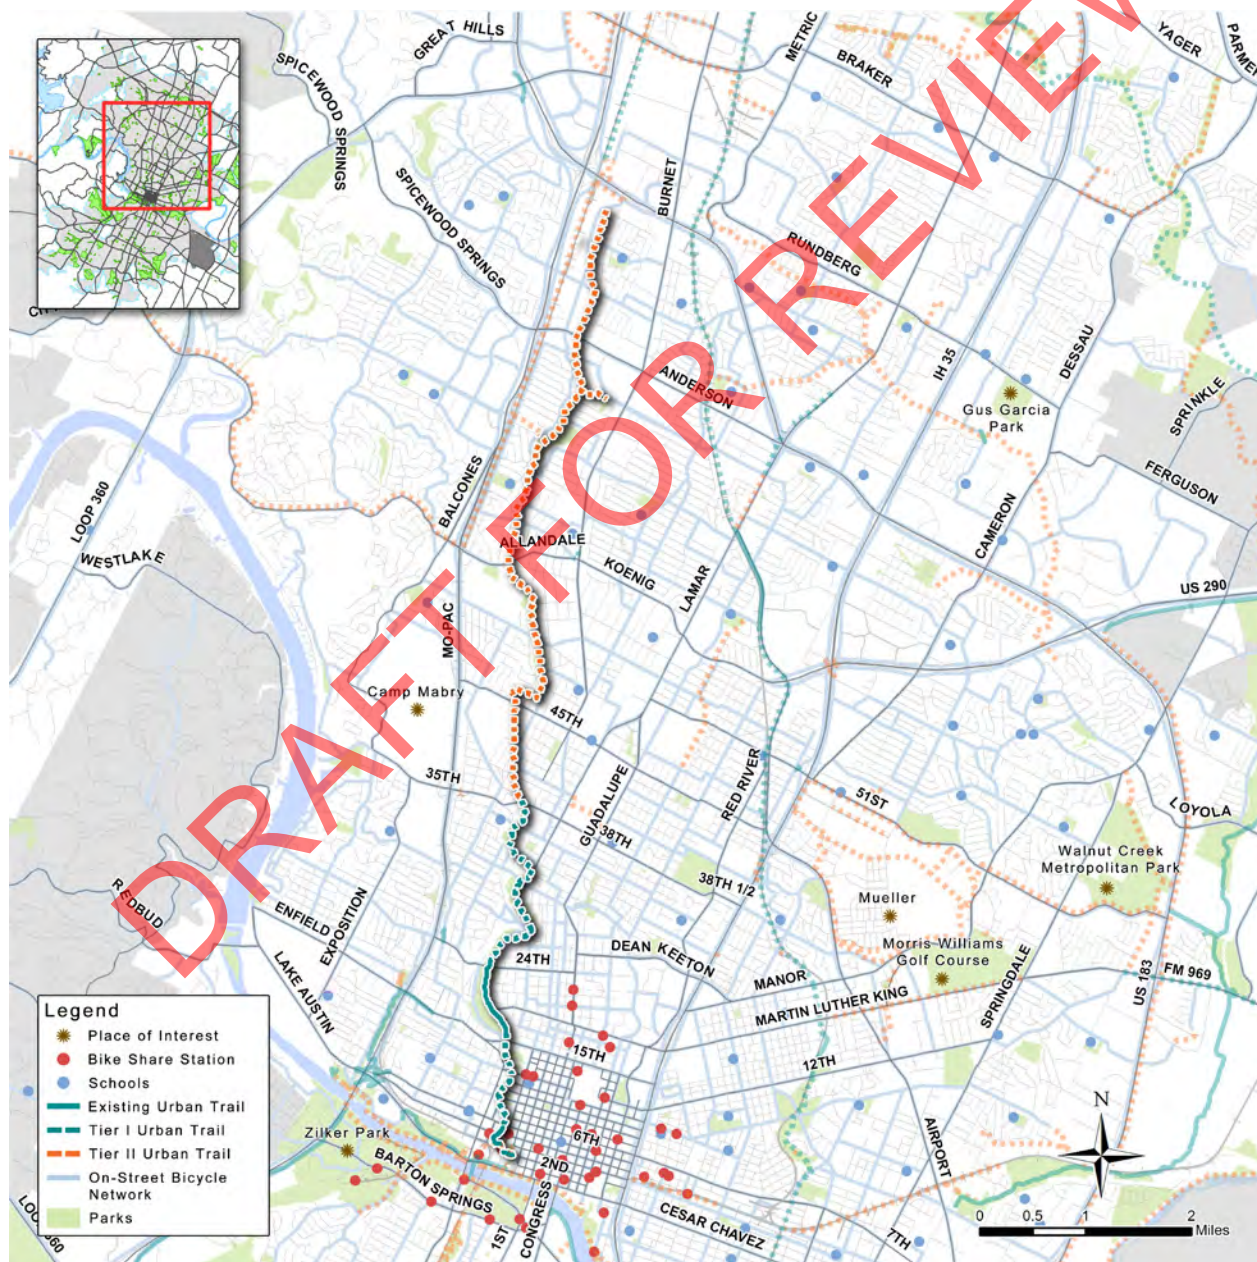 GREAT HILLS
METRIC
YAGER
PARMER
BRAKER
SPICEWOOD SPRINGS
BURNET
SPICEWOOD SPRINGS
RUNDBERG
DESSAU
IH 35
ANDERSON
Gus Garcia
Park
SPRINKLE
FERGUSON
BALCONES
LOOP 360
CAMERON
ALLANDALE
WESTLAKE
KOENIG
LAMAR
US 290
MO-PAC
Camp Mabry
45TH
35TH
RED RIVER
GUADALUPE
51ST
LOYOLA
38TH
Walnut Creek
Metropolitan Park
38TH 1/2
REDBUD
Mueller
ENFIELD
EXPOSITION
DEAN KEETON
Morris Williams
Golf Course
24TH
MANOR
FM 969
US 183
SPRINGDALE
LAKE AUSTIN
MARTIN LUTHER KING
15TH
12TH
Legend
Place of Interest
Bike Share Station
Schools
Existing Urban Trail
Tier I Urban Trail
Tier II Urban Trail
On-Street Bicycle
Network
Parks
Zilker Park
6TH
AIRPORT
N
BARTON SPRINGS
2ND
CONGRESS
1ST
CESAR CHAVEZ
7TH
LOOP 360
0 0.5 1 2
Miles
DRAFT FOR REVIEW